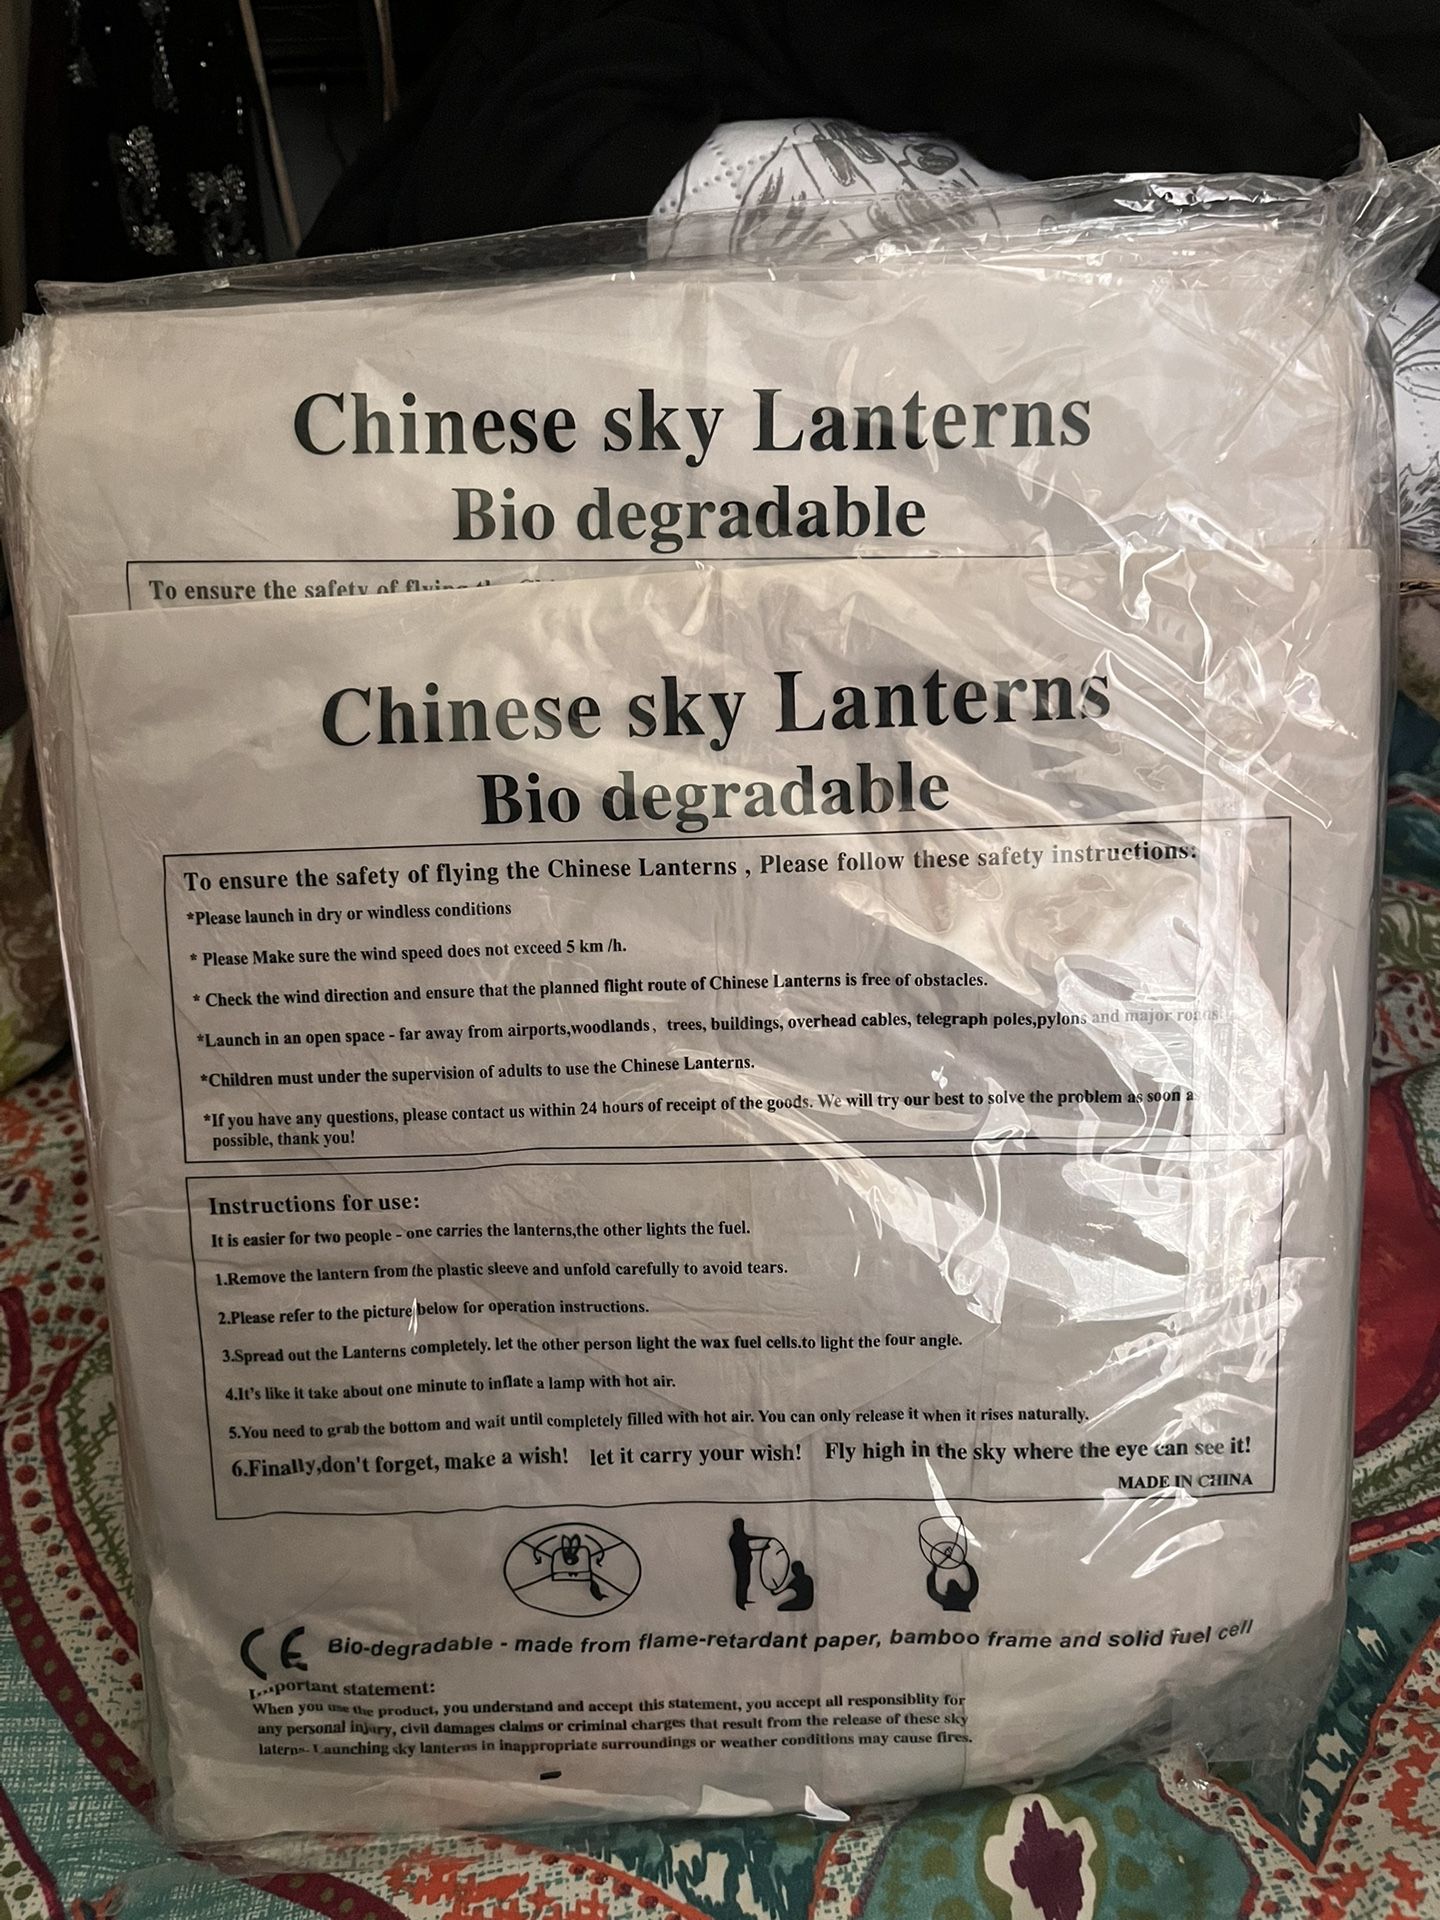 Chinese sky Lanterns
Bio degradable
To ensure the safety of flying the
Chinese sky Lanterns
Bio degradable
To ensure the safety of flying the Chinese Lanterns , Please follow these safety instructions:
*Please launch in dry or windless conditions
* Please Make sure the wind speed does not exceed 5 km /h.
* Check the wind direction and ensure that the planned flight route of Chinese Lanterns is free of obstacles.
*Launch in an open space - far away from airports,woodlands, trees, buildings, overhead cables, telegraph poles,pylons and major roads
*Children must under the supervision of adults to use the Chinese Lanterns.
*If you have any questions, please contact us within 24 hours of receipt of the goods. We will try our best to solve the problem as soon a
possible, thank you!
Instructions for use:
It is easier for two people - one carries the lanterns,the other lights the fuel.
1.Remove the lantern from the plastic sleeve and unfold carefully to avoid tears.
2.Please refer to the picture below for operation instructions.
3.Spread out the Lanterns completely. let the other person light the wax fuel cells.to light the four angle.
4.It's like it take about one minute to inflate a lamp with hot air.
5.You need to grab the bottom and wait until completely filled with hot air. You can only release it when it rises naturally.
6.Finally,don't forget, make a wish! let it carry your wish! Fly high in the sky where the eye can see it!
MADE IN CHINA
CE Bio-degradable - made from flame-retardant paper, bamboo frame and solid fuel cell
Important statement:
When you use the product, you understand and accept this statement, you accept all responsiblity for
any personal injury, civil damages claims or criminal charges that result from the release of these sky
laterns- Launching sky lanterns in inappropriate surroundings or weather conditions may cause fires.